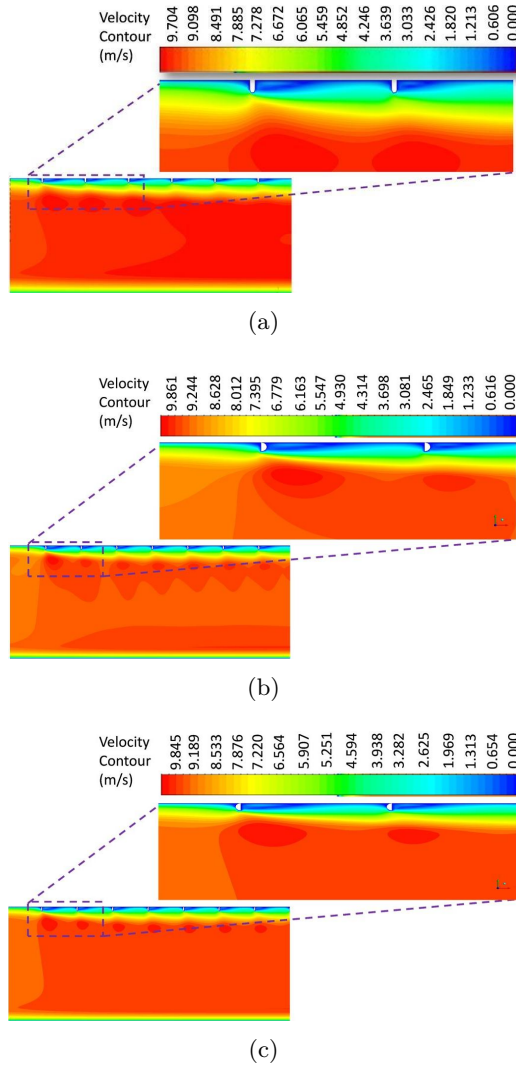 Velocity
Contour
(m/s)
9.704 9.098 8.491 7.885 7.278 6.672 6.065 5.459 4.852 4.246 3.639 3.033 2.426 1.820 1.213 0.606 0.000
(a)
Velocity
Contour
(m/s)
9.861 9.244 8.628 8.012 7.395 6.779 6.163 5.547 4.930 4.314 3.698 3.081 2.465 1.849 1.233 0.616 0.000
(b)
Velocity
Contour
(m/s)
9.845 9.189 8.533 7.876 7.220 6.564 5.907 5.251 4.594 3.938 3.282 2.625 1.969 1.313 0.654 0.000
(c)